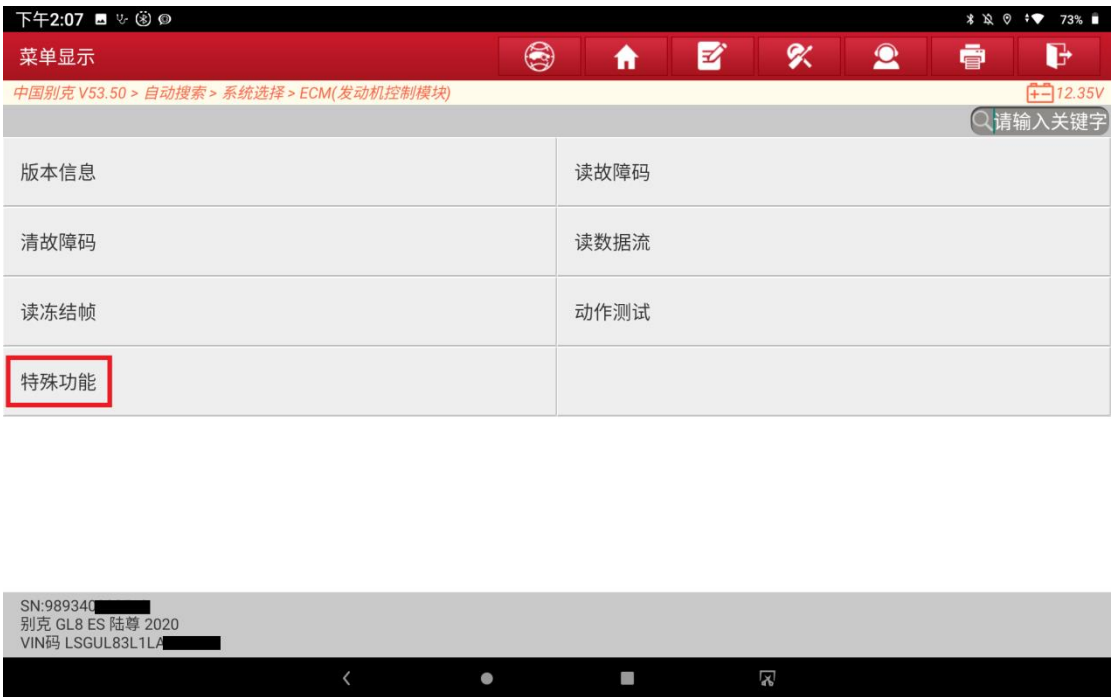 下午2:07 73%
菜单显示
中国别克 V53.50 > 自动搜索 > 系统选择 > ECM(发动机控制模块) 12.35V
请输入关键字
版本信息 读故障码
清故障码 读数据流
读冻结帧 动作测试
特殊功能
SN:989340
别克 GL8 ES 陆尊 2020
VIN码 LSGUL83L1LA